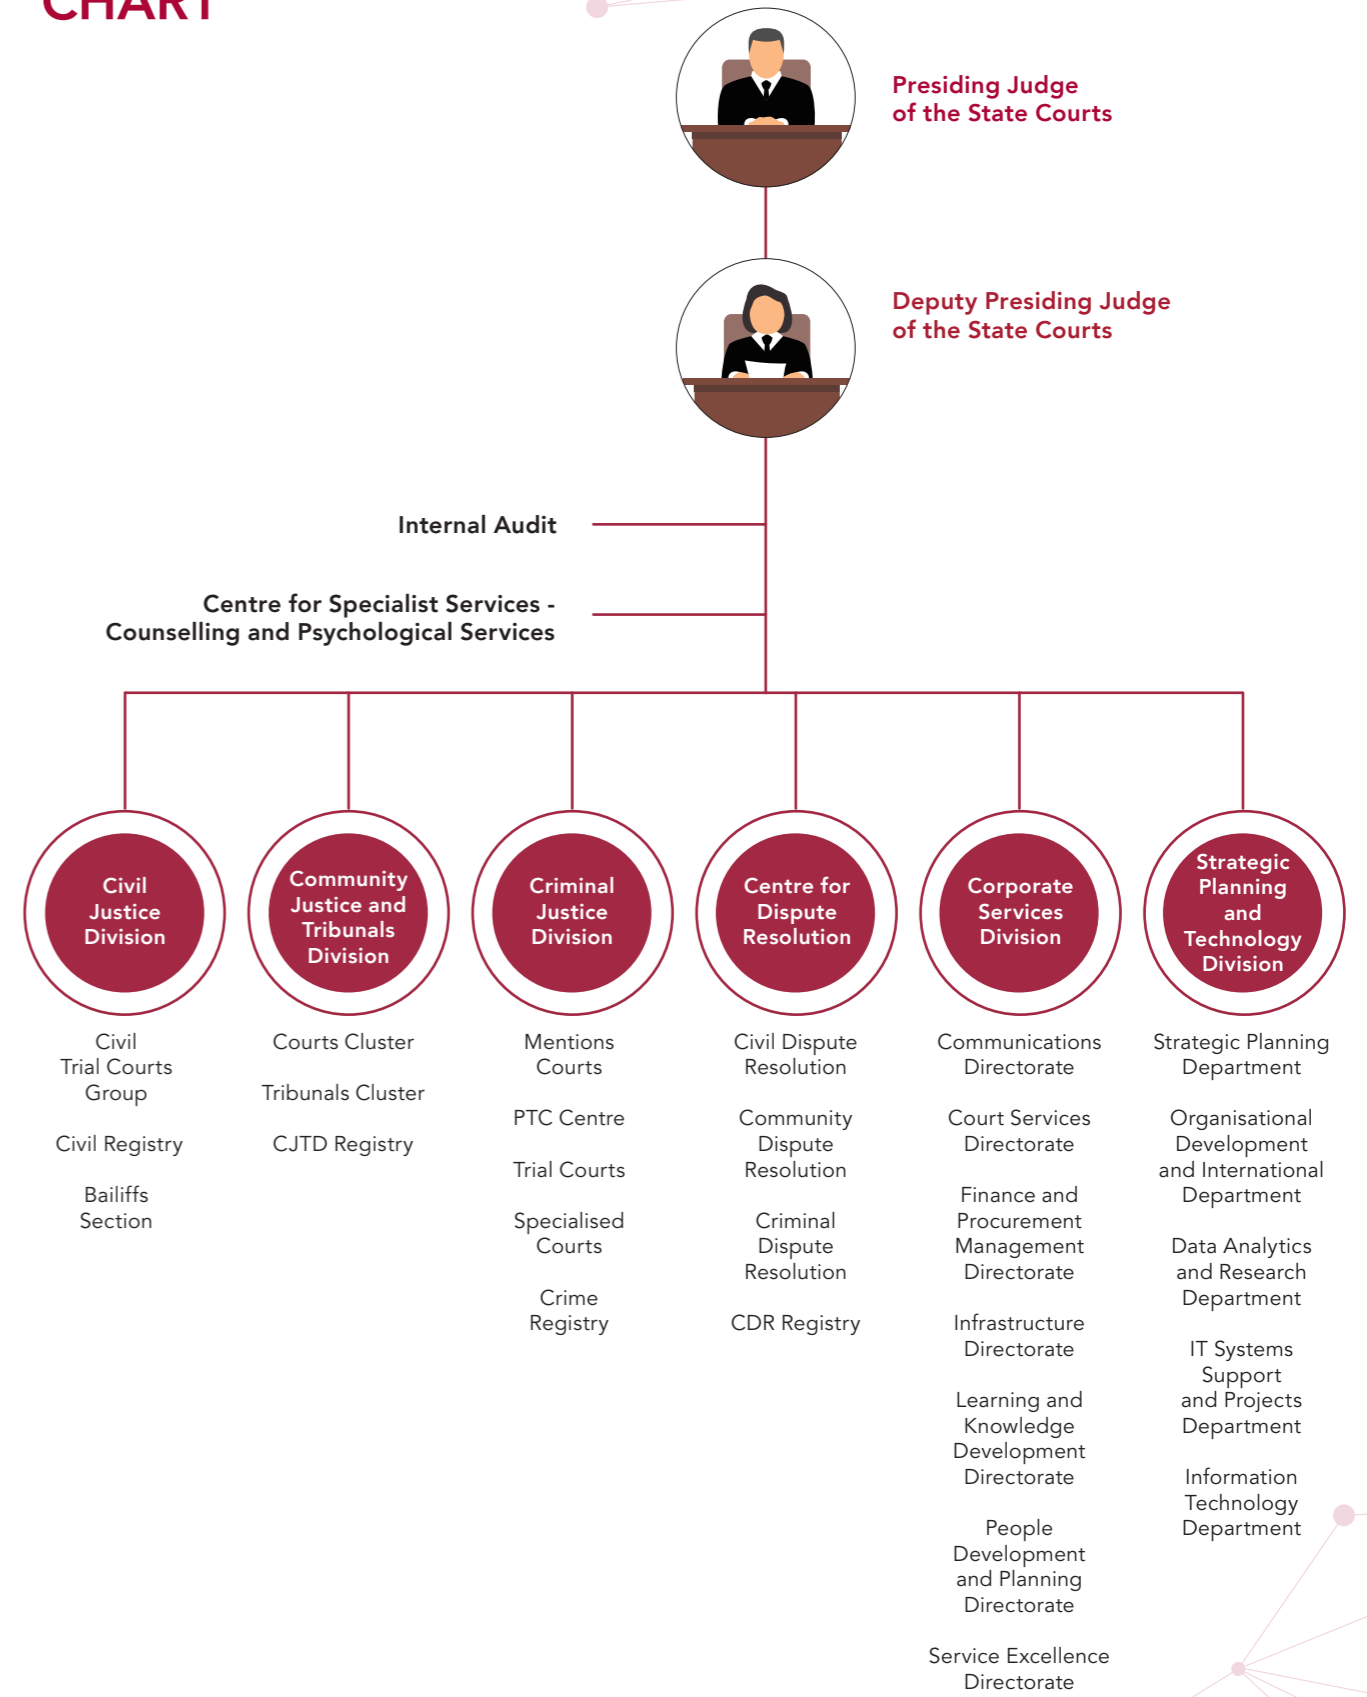 CHART
Presiding Judge
of the State Courts
Deputy Presiding Judge
of the State Courts
Internal Audit
Centre for Specialist Services -
Counselling and Psychological Services
Civil
Justice
Division
Civil
Trial Courts
Group
Civil Registry
Bailiffs
Section
Community
Justice and
Tribunals
Division
Courts Cluster
Tribunals Cluster
CJTD Registry
Criminal
Justice
Division
Mentions
Courts
PTC Centre
Trial Courts
Specialised
Courts
Crime
Registry
Centre for
Dispute
Resolution
Civil Dispute
Resolution
Community
Dispute
Resolution
Criminal
Dispute
Resolution
CDR Registry
Corporate
Services
Division
Communications
Directorate
Court Services
Directorate
Finance and
Procurement
Management
Directorate
Infrastructure
Directorate
Learning and
Knowledge
Development
Directorate
People
Development
and Planning
Directorate
Service Excellence
Directorate
Strategic
Planning
and
Technology
Division
Strategic Planning
Department
Organisational
Development
and International
Department
Data Analytics
and Research
Department
IT Systems
Support
and Projects
Department
Information
Technology
Department